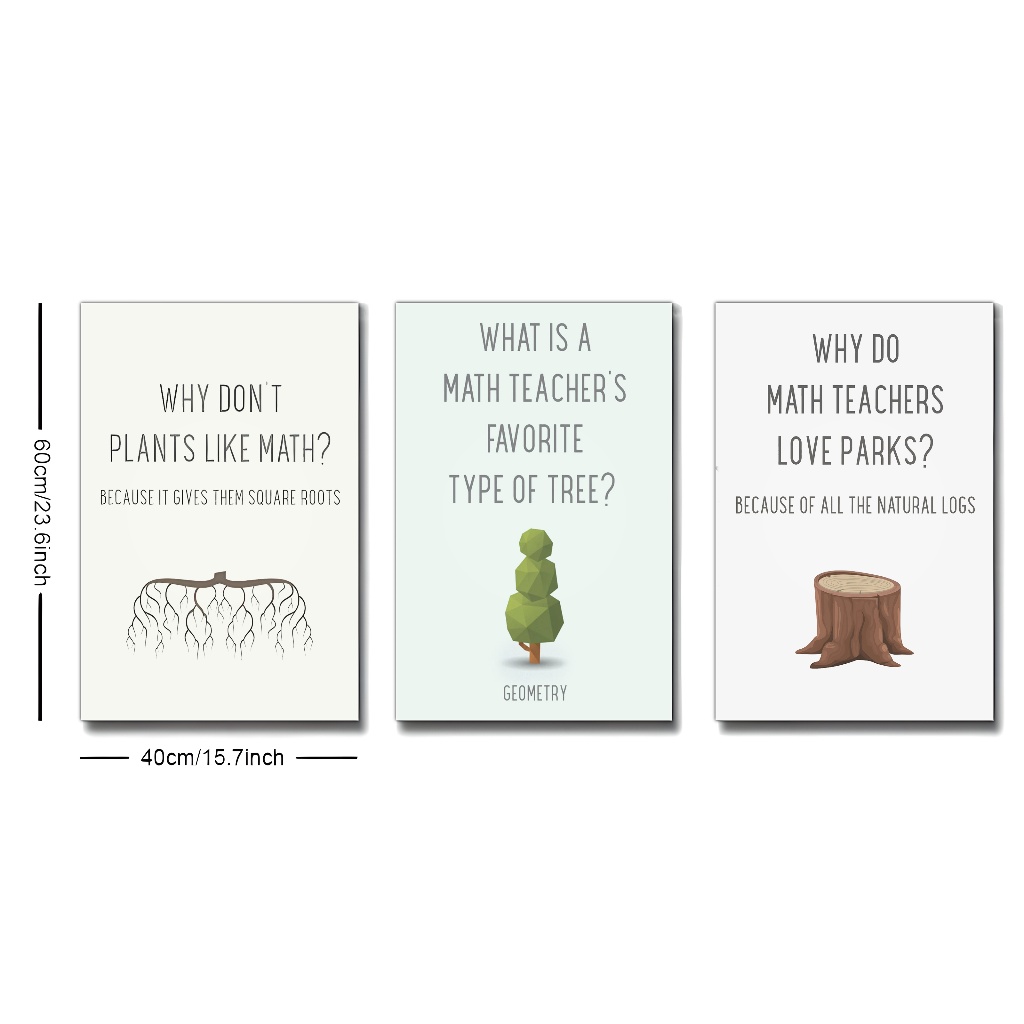 WHY DON'T
PLANTS LIKE MATH?
BECAUSE IT GIVES THEM SQUARE ROOTS
WHAT IS A
MATH TEACHER'S
FAVORITE
TYPE OF TREE?
GEOMETRY
WHY DO
MATH TEACHERS
LOVE PARKS?
BECAUSE OF ALL THE NATURAL LOGS
60cm/23.6inch
40cm/15.7inch